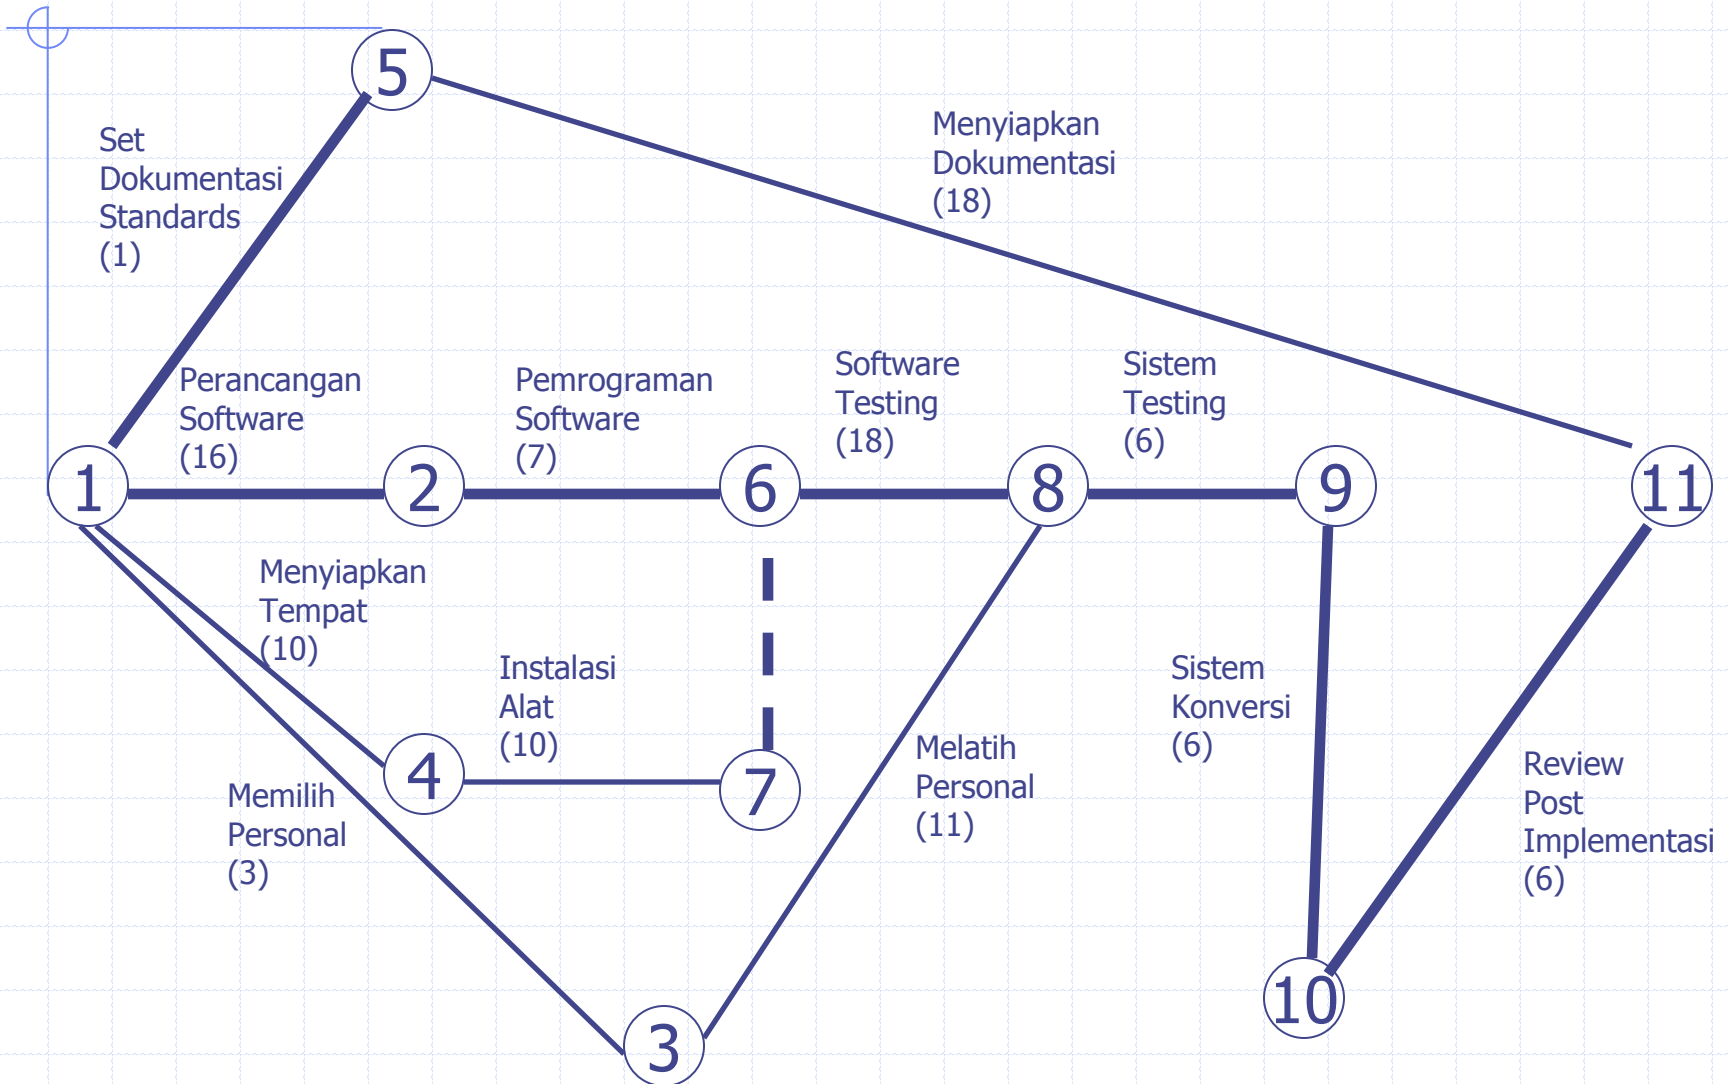 5
Set
Dokumentasi
Standards
(1)
Menyiapkan
Dokumentasi
(18)
Perancangan
Software
(16)
Pemrograman
Software
(7)
Software
Testing
(18)
Sistem
Testing
(6)
1
2
6
8
9
11
Menyiapkan
Tempat
(10)
Instalasi
Alat
(10)
4
7
Memilih
Personal
(3)
Melatih
Personal
(11)
Sistem
Konversi
(6)
Review
Post
Implementasi
(6)
10
3